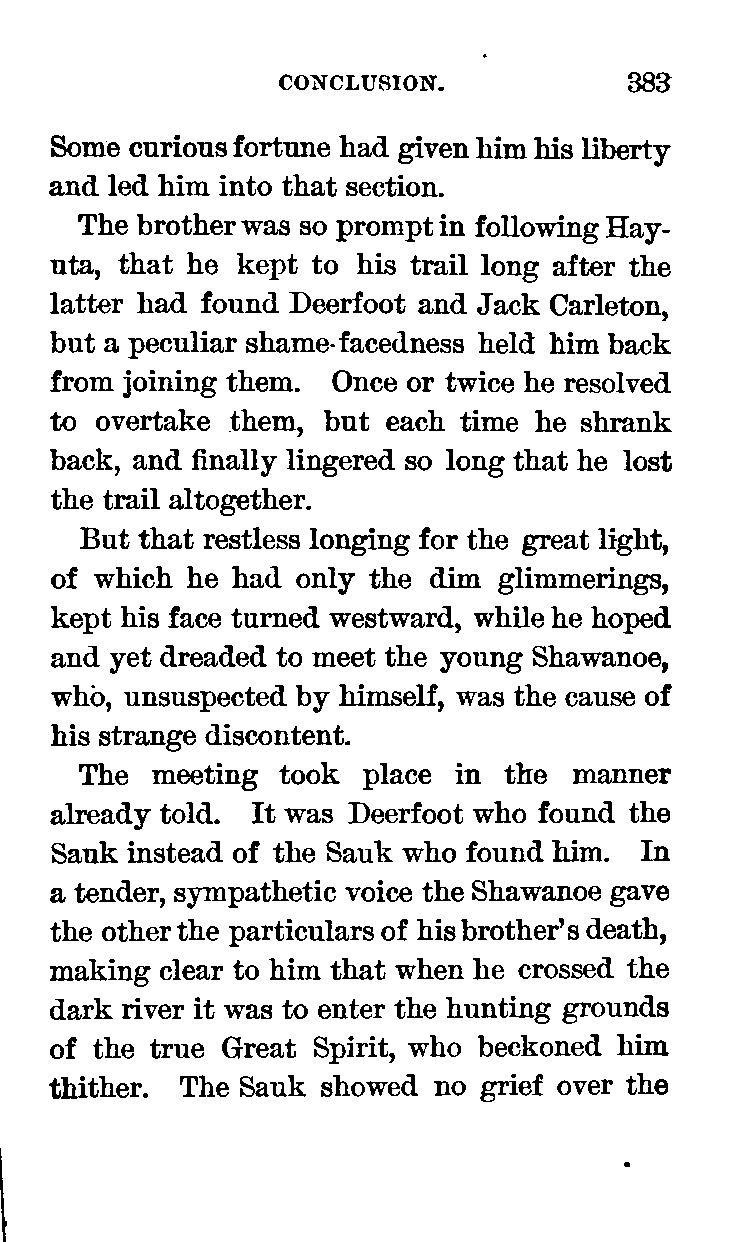 CONCLUSION. 383
Some curious fortune had given him his liberty
and led him into that section.
The brother was so prompt in following Hay-
uta, that he kept to his trail long after the
latter had found Deerfoot and Jack Carleton,
but a peculiar shame-facedness held him back
from joining them. Once or twice he resolved
to overtake them, but each time he shrank
back, and finally lingered so long that he lost
the trail altogether.
But that restless longing for the great light,
of which he had only the dim glimmerings,
kept his face turned westward, while he hoped
and yet dreaded to meet the young Shawanoe,
who, unsuspected by himself, was the cause of
his strange discontent.
The meeting took place in the manner
already told. It was Deerfoot who found the
Sauk instead of the Sauk who found him. In
a tender, sympathetic voice the Shawanoe gave
the other the particulars of his brother's death,
making clear to him that when he crossed the
dark river it was to enter the hunting grounds
of the true Great Spirit, who beckoned him
thither. The Sauk showed no grief over the